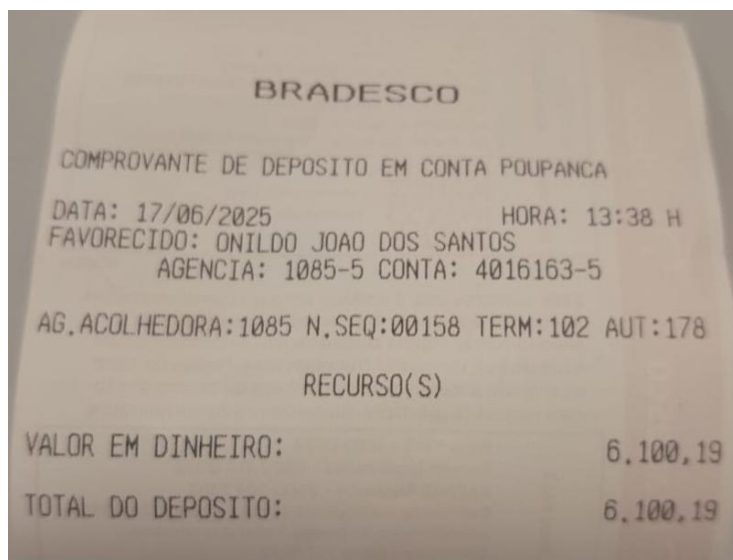 BRADESCO
COMPROVANTE DE DEPOSITO EM CONTA POUPANCA
DATA: 17/06/2025 HORA: 13:38 H
FAVORECIDO: ONILDO JOAO DOS SANTOS
AGENCIA: 1085-5 CONTA: 4016163-5
AG.ACOLHEDORA:1085 N.SEQ:00158 TERM:102 AUT:178
RECURSO(S)
VALOR EM DINHEIRO: 6.100,19
TOTAL DO DEPOSITO: 6.100,19